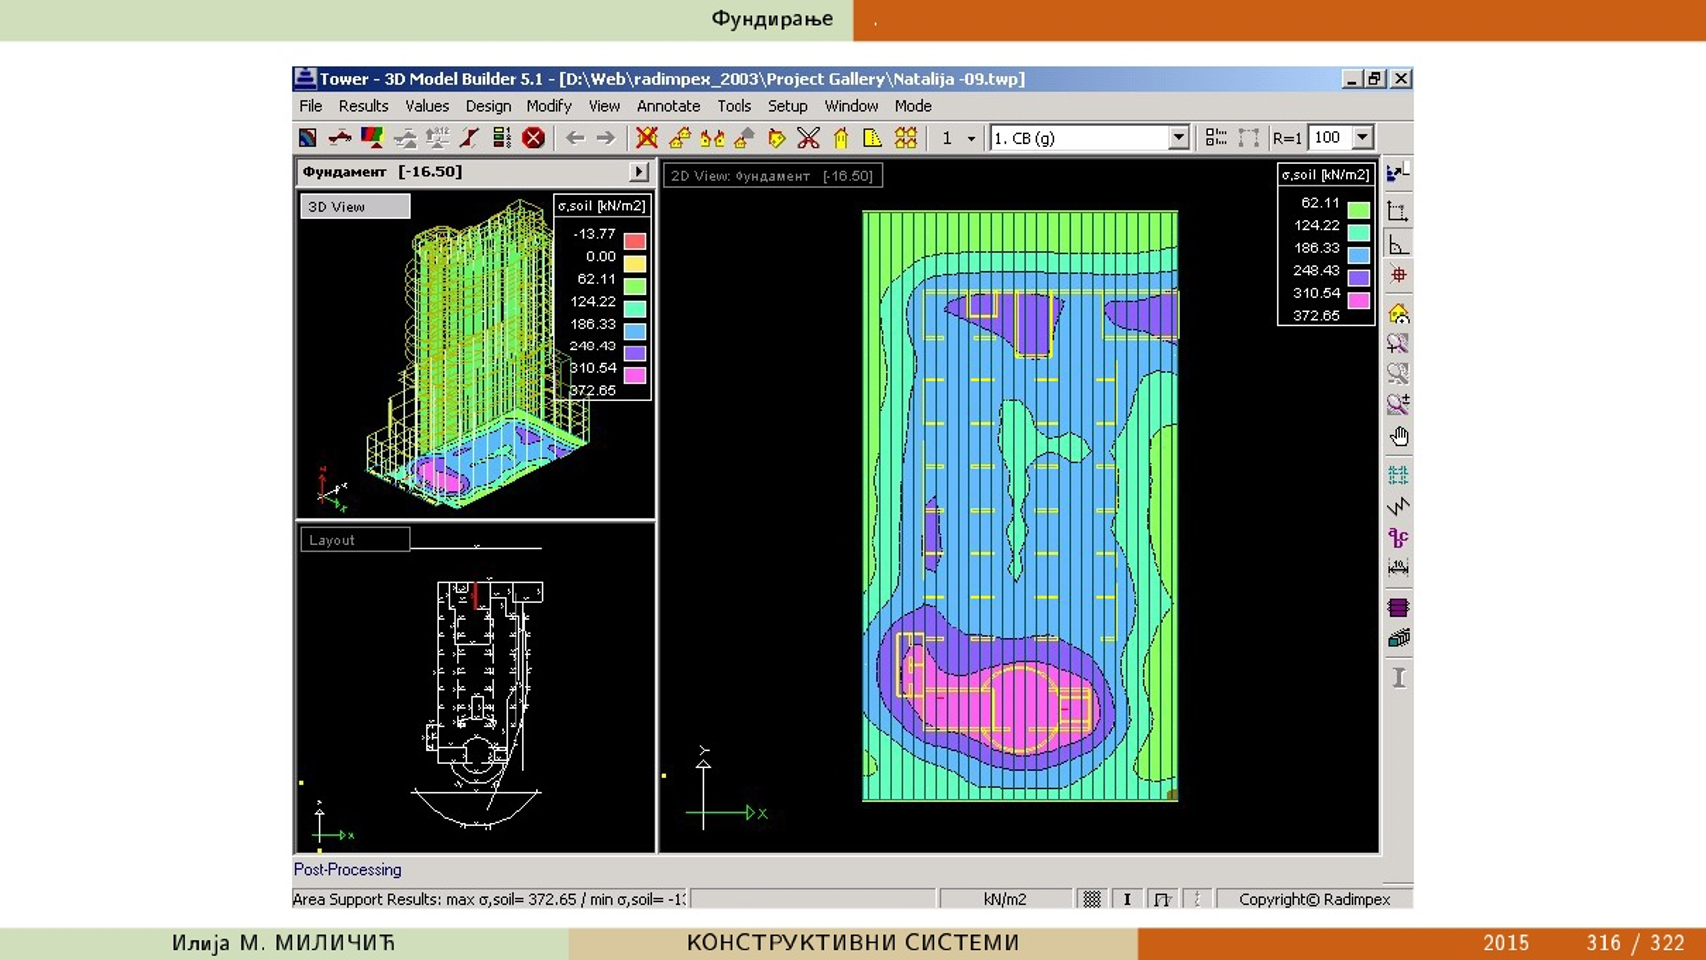 Фундирање .
Tower - 3D Model Builder 5.1 - [D:\Web\radimpex_2003\Project Gallery\Natalija -09.twp]
File Results Values Design Modify View Annotate Tools Setup Window Mode
1 1. СВ (g) R=1 100
Фундамент [-16.50]
3D View
σ,soil [kN/m2]
-13.77
0.00
62.11
124.22
186.33
248.43
310.54
372.65
2D View: Фундамент [-16.50]
σ,soil [kN/m2]
62.11
124.22
186.33
248.43
310.54
372.65
Layout
Y
X
Post-Processing
Area Support Results: max σ,soil= 372.65 / min σ,soil= -1
kN/m2
Copyright© Radimpex
Илија М. МИЛИЧИЋ КОНСТРУКТИВНИ СИСТЕМИ 2015 316 / 322